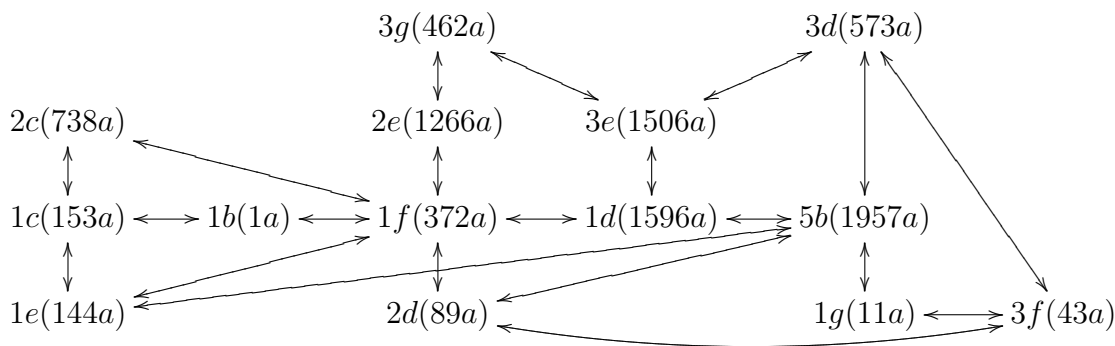 3g(462a) 3d(573a)
2c(738a) 2e(1266a) 3e(1506a)
1c(153a) 1b(1a) 1f(372a) 1d(1596a) 5b(1957a)
1e(144a) 2d(89a) 1g(11a) 3f(43a)